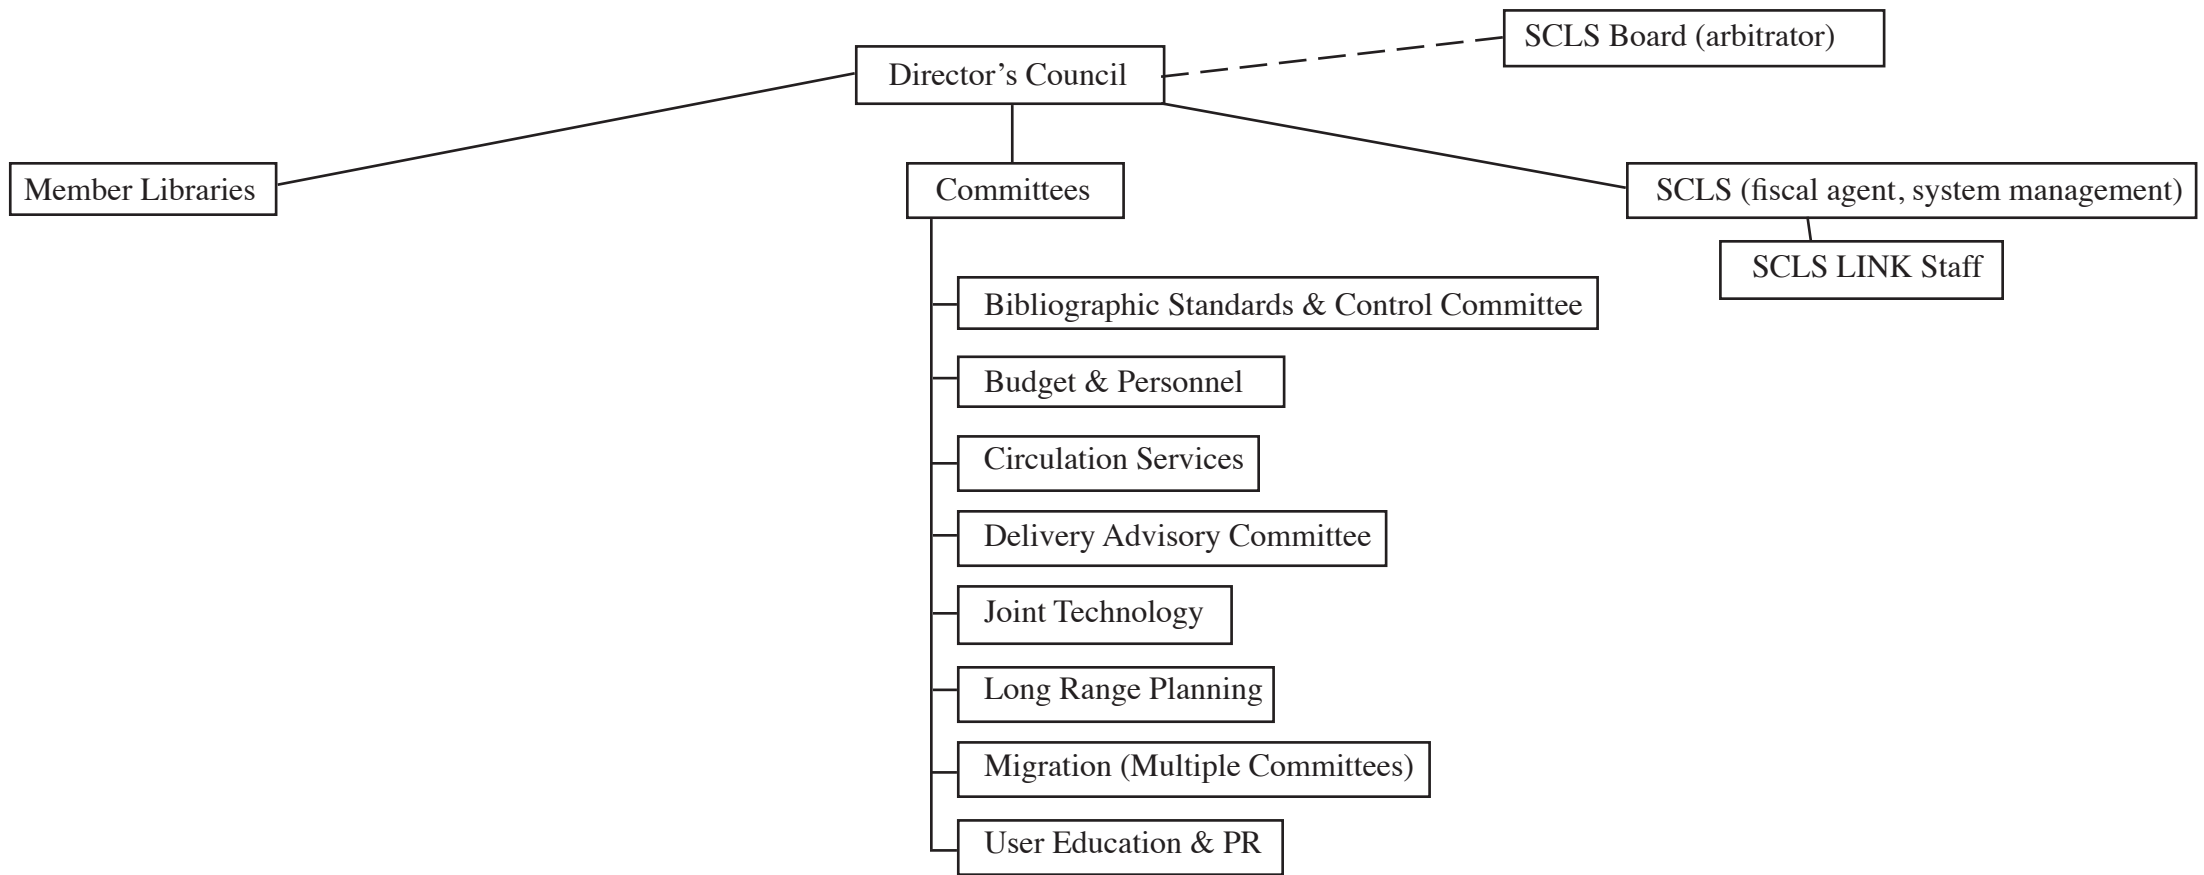 SCLS Board (arbitrator)
Director’s Council
Member Libraries
Committees
SCLS (fiscal agent, system management)
SCLS LINK Staff
Bibliographic Standards & Control Committee
Budget & Personnel
Circulation Services
Delivery Advisory Committee
Joint Technology
Long Range Planning
Migration (Multiple Committees)
User Education & PR